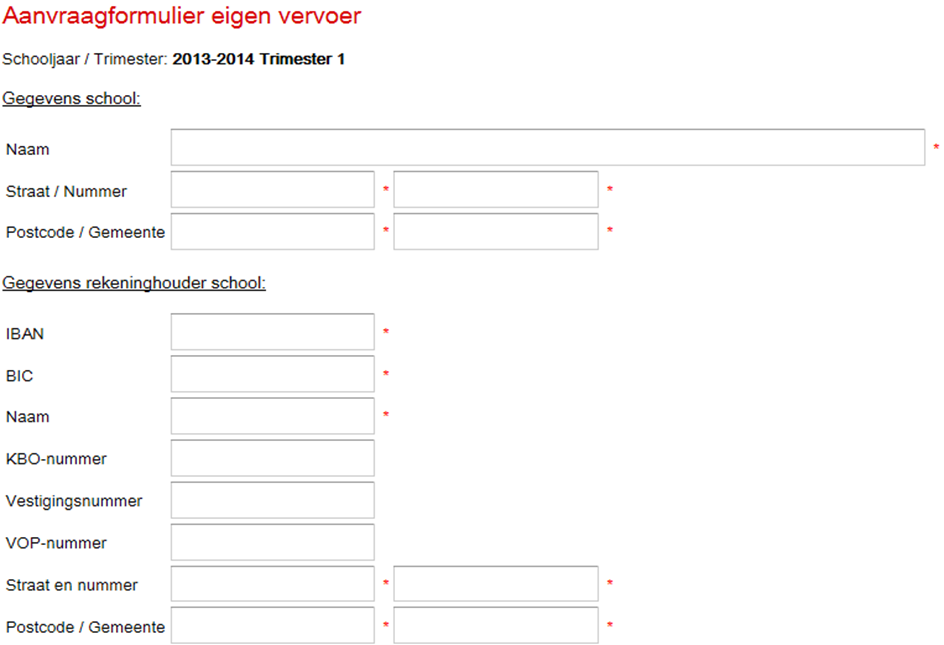 Aanvraagformulier eigen vervoer
Schooljaar / Trimester: 2013-2014 Trimester 1
Gegevens school:
Naam *
Straat / Nummer * *
Postcode / Gemeente * *
Gegevens rekeninghouder school:
IBAN *
BIC *
Naam *
KBO-nummer
Vestigingsnummer
VOP-nummer
Straat en nummer * *
Postcode / Gemeente * *